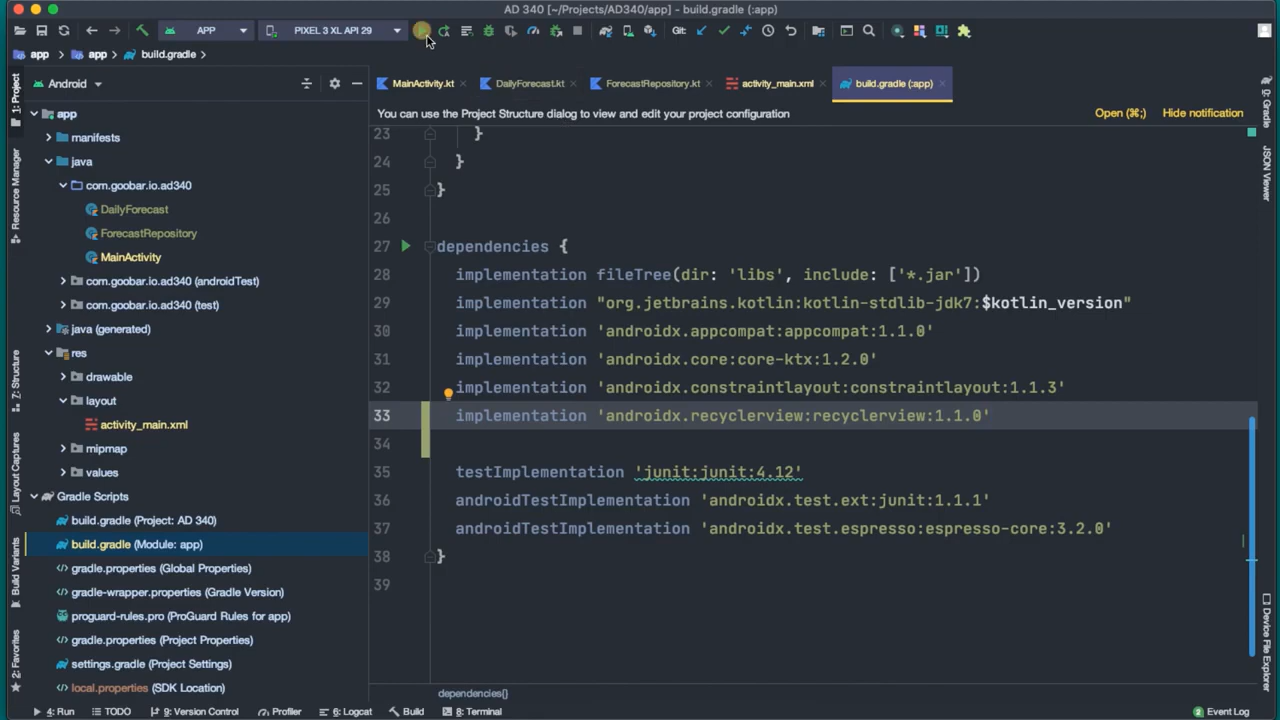 AD 340 [~/Projects/AD340/app] - build.gradle (:app)
APP
PIXEL 3 XL API 29
Git:
app
app
build.gradle
Android
MainActivity.kt
DailyForecast.kt
ForecastRepository.kt
activity_main.xml
build.gradle (:app)
You can use the Project Structure dialog to view and edit your project configuration
Open (⌘;)
Hide notification
1: Project
Resource Manager
Z: Structure
Layout Captures
Build Variants
2: Favorites
app
manifests
java
com.goobar.io.ad340
DailyForecast
ForecastRepository
MainActivity
com.goobar.io.ad340 (androidTest)
com.goobar.io.ad340 (test)
java (generated)
res
drawable
layout
activity_main.xml
mipmap
values
Gradle Scripts
build.gradle (Project: AD 340)
build.gradle (Module: app)
gradle.properties (Global Properties)
gradle-wrapper.properties (Gradle Version)
proguard-rules.pro (ProGuard Rules for app)
gradle.properties (Project Properties)
settings.gradle (Project Settings)
local.properties (SDK Location)
23 }
24 }
25 }
26
27 dependencies {
28 implementation fileTree(dir: 'libs', include: ['*.jar'])
29 implementation "org.jetbrains.kotlin:kotlin-stdlib-jdk7:$kotlin_version"
30 implementation 'androidx.appcompat:appcompat:1.1.0'
31 implementation 'androidx.core:core-ktx:1.2.0'
32 implementation 'androidx.constraintlayout:constraintlayout:1.1.3'
33 implementation 'androidx.recyclerview:recyclerview:1.1.0'
34
35 testImplementation 'junit:junit:4.12'
36 androidTestImplementation 'androidx.test.ext:junit:1.1.1'
37 androidTestImplementation 'androidx.test.espresso:espresso-core:3.2.0'
38 }
39
dependencies{}
Gradle
JSON Viewer
Device File Explorer
4: Run
TODO
9: Version Control
Profiler
6: Logcat
Build
8: Terminal
2 Event Log